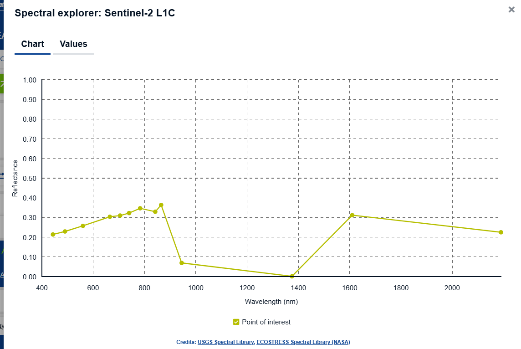 Spectral explorer: Sentinel-2 L1C
×
Chart Values
1.00
0.90
0.80
0.70
0.60
0.50
0.40
0.30
0.20
0.10
0.00
Reflectance
400 600 800 1000 1200 1400 1600 1800 2000
Wavelength (nm)
Point of interest
Credits: USGS Spectral Library, ECOSTRESS Spectral Library (NASA)